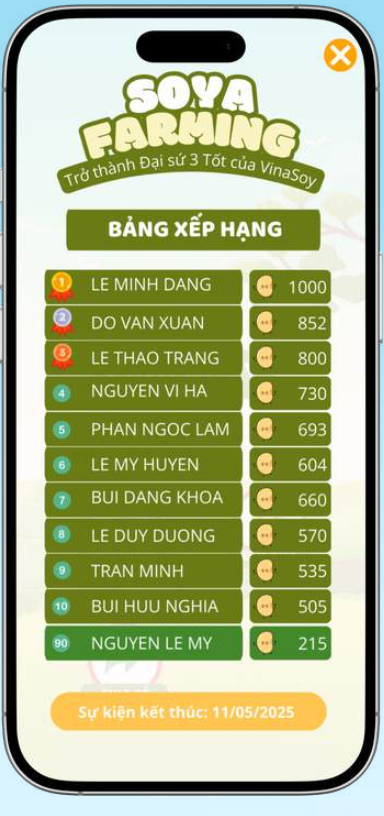 SOYA
FARMING
Trở thành Đại sứ 3 Tốt của VinaSoy
BẢNG XẾP HẠNG
1 LE MINH DANG 1000
2 DO VAN XUAN 852
3 LE THAO TRANG 800
4 NGUYEN VI HA 730
5 PHAN NGOC LAM 693
6 LE MY HUYEN 604
7 BUI DANG KHOA 660
8 LE DUY DUONG 570
9 TRAN MINH 535
10 BUI HUU NGHIA 505
90 NGUYEN LE MY 215
Sự kiện kết thúc: 11/05/2025